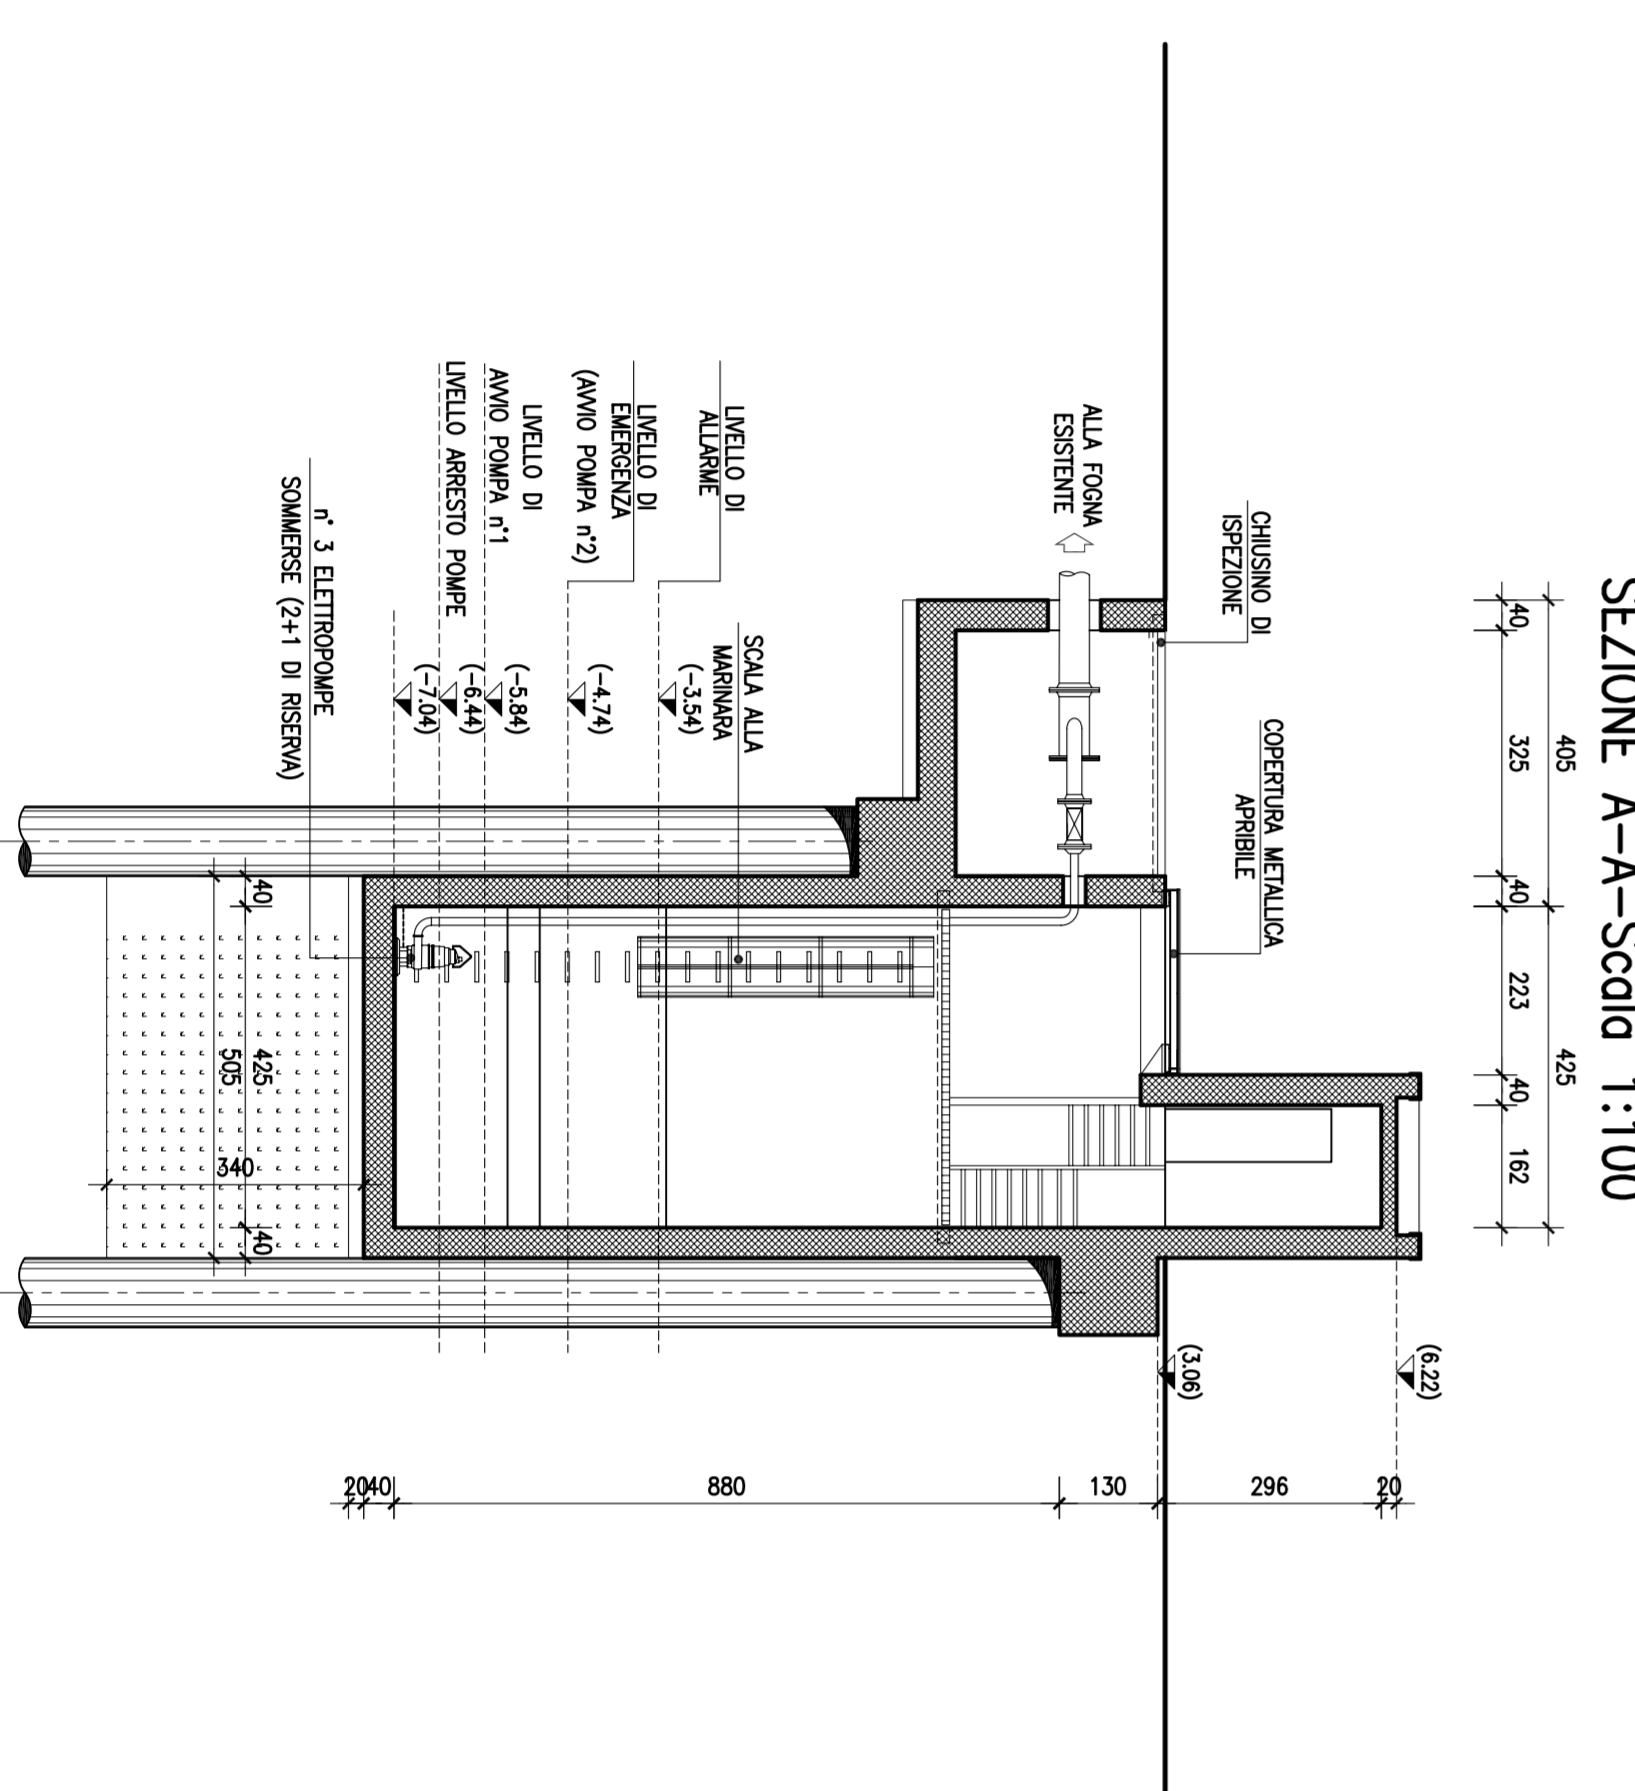 SEZIONE A-A-Scala 1:100
405
425
40
325
40
223
40
162
CHIUSINO DI
ISPEZIONE
COPERTURA METALLICA
APRIBILE
(6.22)
(3.06)
ALLA FOGNA
ESISTENTE
LIVELLO DI
ALLARME
SCALA ALLA
MARINARA
(-3.54)
LIVELLO DI
EMERGENZA
(AVVIO POMPA n°2)
(-4.74)
LIVELLO DI
AVVIO POMPA n°1
(-5.84)
LIVELLO ARRESTO POMPE
(-6.44)
(-7.04)
n° 3 ELETTROPOMPE
SOMMERSE (2+1 DI RISERVA)
40
425
40
505
340
20
40
880
130
296
20